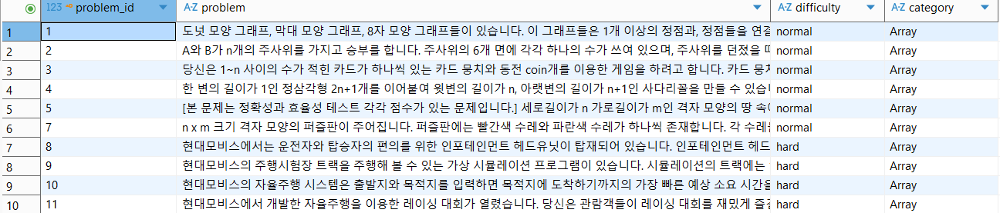 123 problem_id A-Z problem A-Z difficulty A-Z category
1 1 도넛 모양 그래프, 막대 모양 그래프, 8자 모양 그래프들이 있습니다. 이 그래프들은 1개 이상의 정점과, 정점들을 연결 normal Array
2 2 A와 B가 n개의 주사위를 가지고 승부를 합니다. 주사위의 6개 면에 각각 하나의 수가 쓰여 있으며, 주사위를 던졌을 때 normal Array
3 3 당신은 1~n 사이의 수가 적힌 카드가 하나씩 있는 카드 뭉치와 동전 coin개를 이용한 게임을 하려고 합니다. 카드 뭉치 normal Array
4 4 한 변의 길이가 1인 정삼각형 2n+1개를 이어붙여 윗변의 길이가 n, 아랫변의 길이가 n+1인 사다리꼴을 만들 수 있습니 normal Array
5 5 [본 문제는 정확성과 효율성 테스트 각각 점수가 있는 문제입니다.] 세로길이가 n 가로길이가 m인 격자 모양의 땅 속에 normal Array
6 7 n x m 크기 격자 모양의 퍼즐판이 주어집니다. 퍼즐판에는 빨간색 수레와 파란색 수레가 하나씩 존재합니다. 각 수레들 normal Array
7 8 현대모비스에서는 운전자와 탑승자의 편의를 위한 인포테인먼트 헤드유닛이 탑재되어 있습니다. 인포테인먼트 헤드 hard Array
8 9 현대모비스의 주행시험장 트랙을 주행해 볼 수 있는 가상 시뮬레이션 프로그램이 있습니다. 시뮬레이션의 트랙에는 hard Array
9 10 현대모비스의 자율주행 시스템은 출발지와 목적지를 입력하면 목적지에 도착하기까지의 가장 빠른 예상 소요 시간을 hard Array
10 11 현대모비스에서 개발한 자율주행을 이용한 레이싱 대회가 열렸습니다. 당신은 관람객들이 레이싱 대회를 재밌게 즐길 hard Array